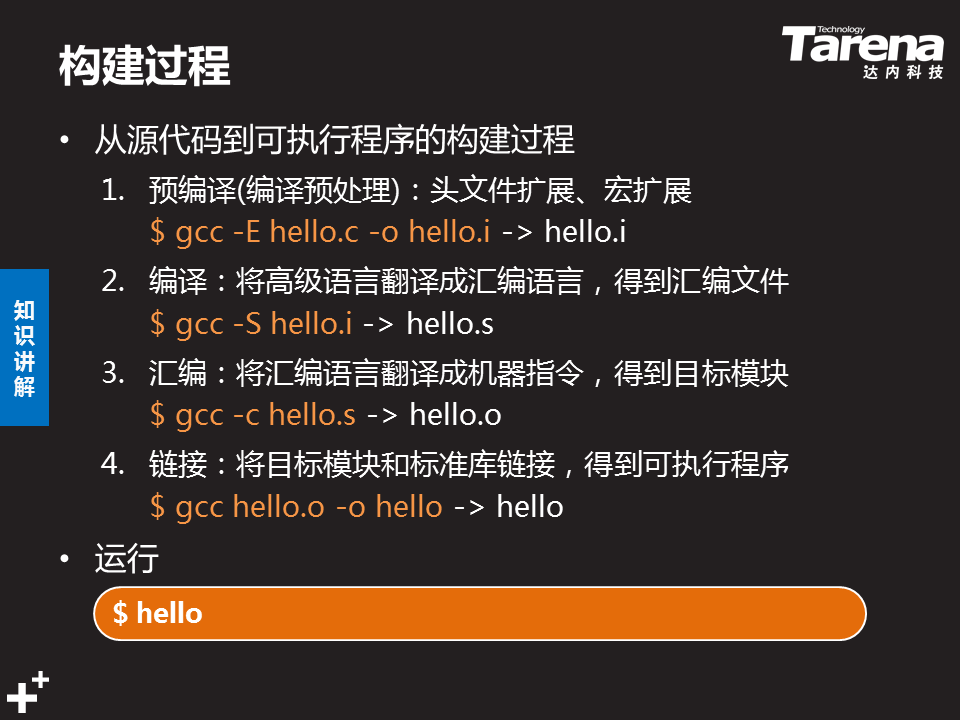 构建过程
Technology
Tarena
达内科技
• 从源代码到可执行程序的构建过程
1. 预编译(编译预处理)：头文件扩展、宏扩展
$ gcc -E hello.c -o hello.i -> hello.i
2. 编译：将高级语言翻译成汇编语言，得到汇编文件
$ gcc -S hello.i -> hello.s
3. 汇编：将汇编语言翻译成机器指令，得到目标模块
$ gcc -c hello.s -> hello.o
4. 链接：将目标模块和标准库链接，得到可执行程序
$ gcc hello.o -o hello -> hello
• 运行
$ hello
知识讲解